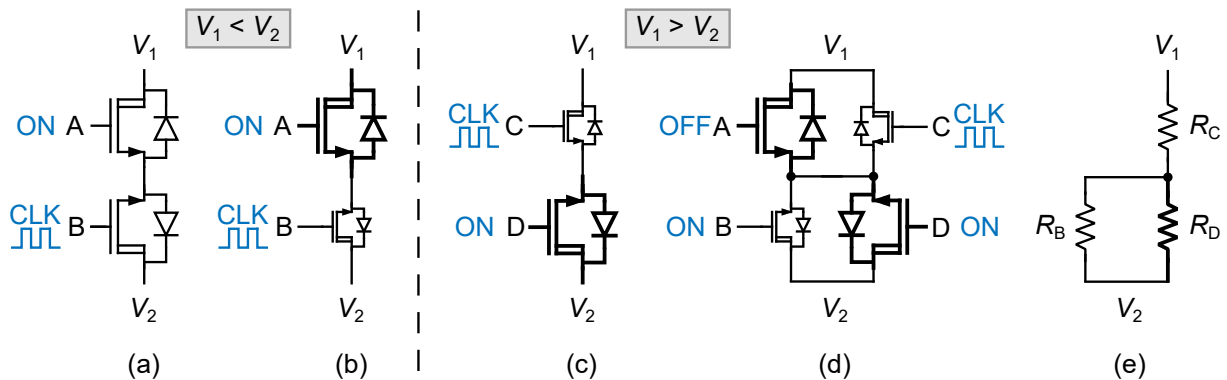 V1 < V2
V1 > V2
V1
V1
V1
V1
V1
ON A
ON A
CLK C
OFF A
C CLK
RC
CLK B
CLK B
ON D
ON B
D ON
RB
RD
V2
V2
V2
V2
V2
(a)
(b)
(c)
(d)
(e)